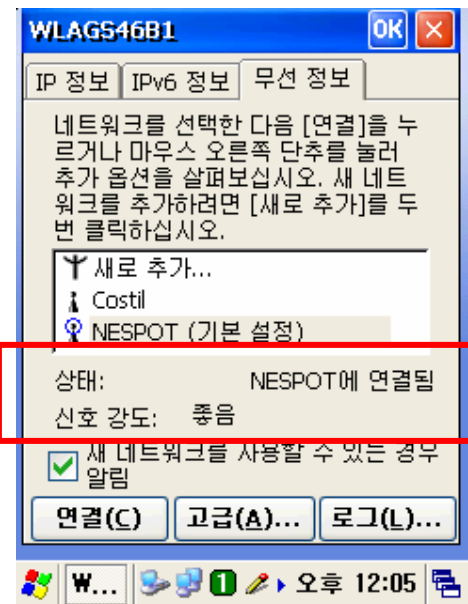 WLAGS46B1 OK
IP 정보 IPv6 정보 무선 정보
네트워크를 선택한 다음 [연결]을 누
르거나 마우스 오른쪽 단추를 눌러
추가 옵션을 살펴보십시오. 새 네트
워크를 추가하려면 [새로 추가]를 두
번 클릭하십시오.
새로 추가...
Costil
NESPOT (기본 설정)
상태: NESPOT에 연결됨
신호 강도: 좋음
새 네트워크를 사용할 수 있는 경우
알림
연결(C) 고급(A)... 로그(L)...
W... 1 오후 12:05